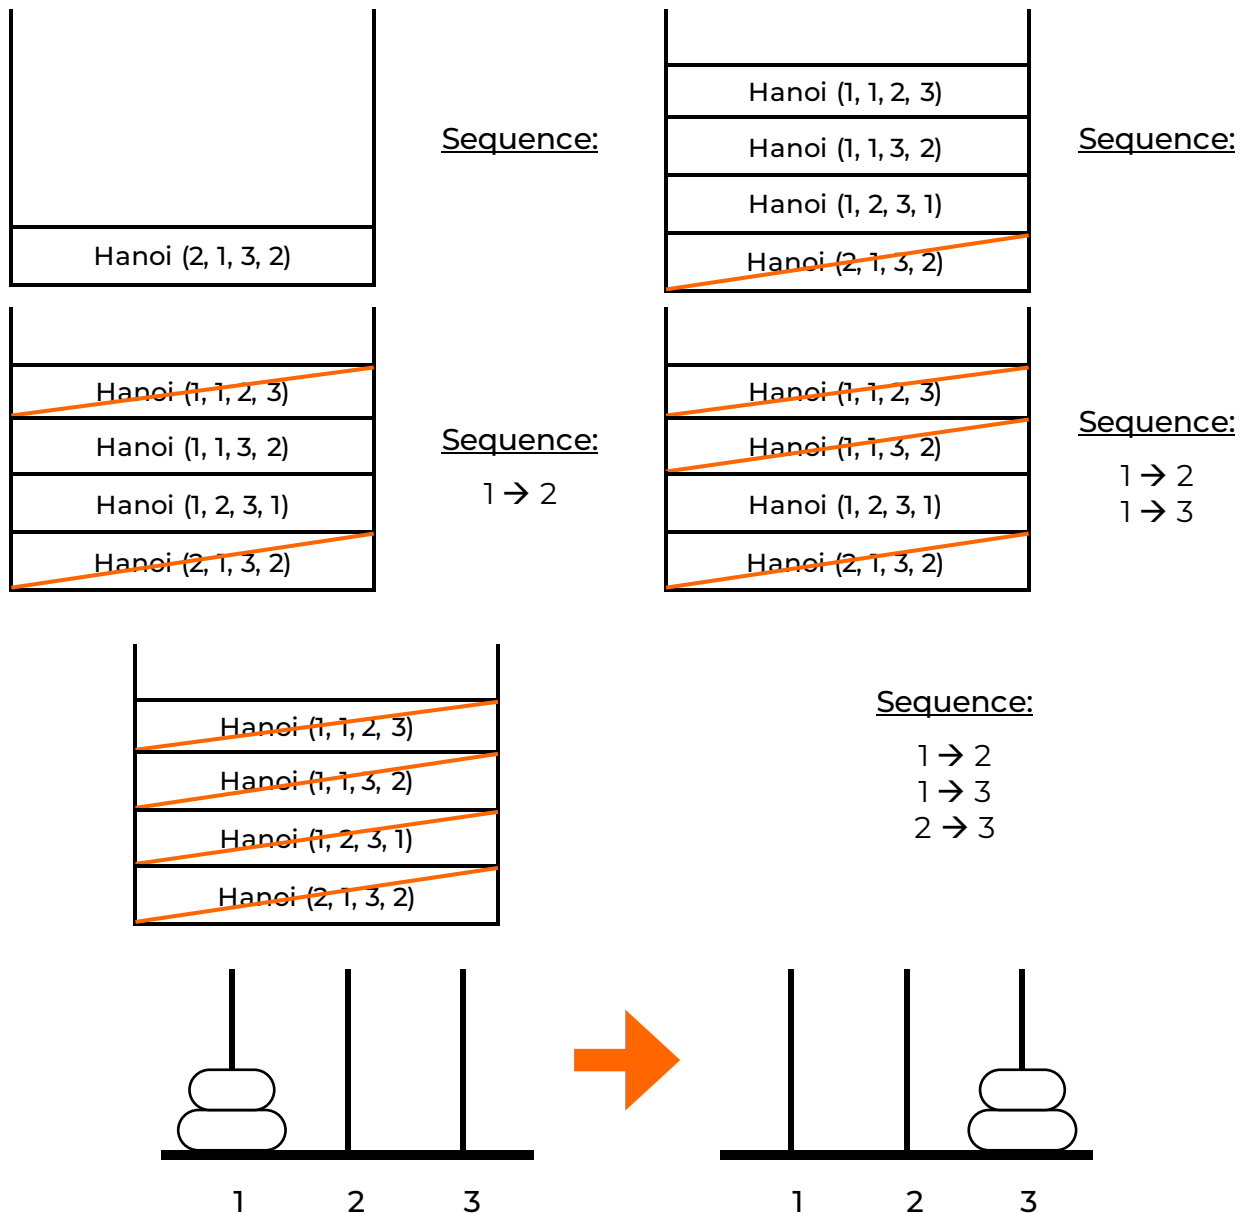 Hanoi (2, 1, 3, 2)
Sequence:
Hanoi (1, 1, 2, 3)
Hanoi (1, 1, 3, 2)
Hanoi (1, 2, 3, 1)
Hanoi (2, 1, 3, 2)
Sequence:
Hanoi (1, 1, 2, 3)
Hanoi (1, 1, 3, 2)
Hanoi (1, 2, 3, 1)
Hanoi (2, 1, 3, 2)
Sequence:
1 → 2
Hanoi (1, 1, 2, 3)
Hanoi (1, 1, 3, 2)
Hanoi (1, 2, 3, 1)
Hanoi (2, 1, 3, 2)
Sequence:
1 → 2
1 → 3
Hanoi (1, 1, 2, 3)
Hanoi (1, 1, 3, 2)
Hanoi (1, 2, 3, 1)
Hanoi (2, 1, 3, 2)
Sequence:
1 → 2
1 → 3
2 → 3
1 2 3
1 2 3